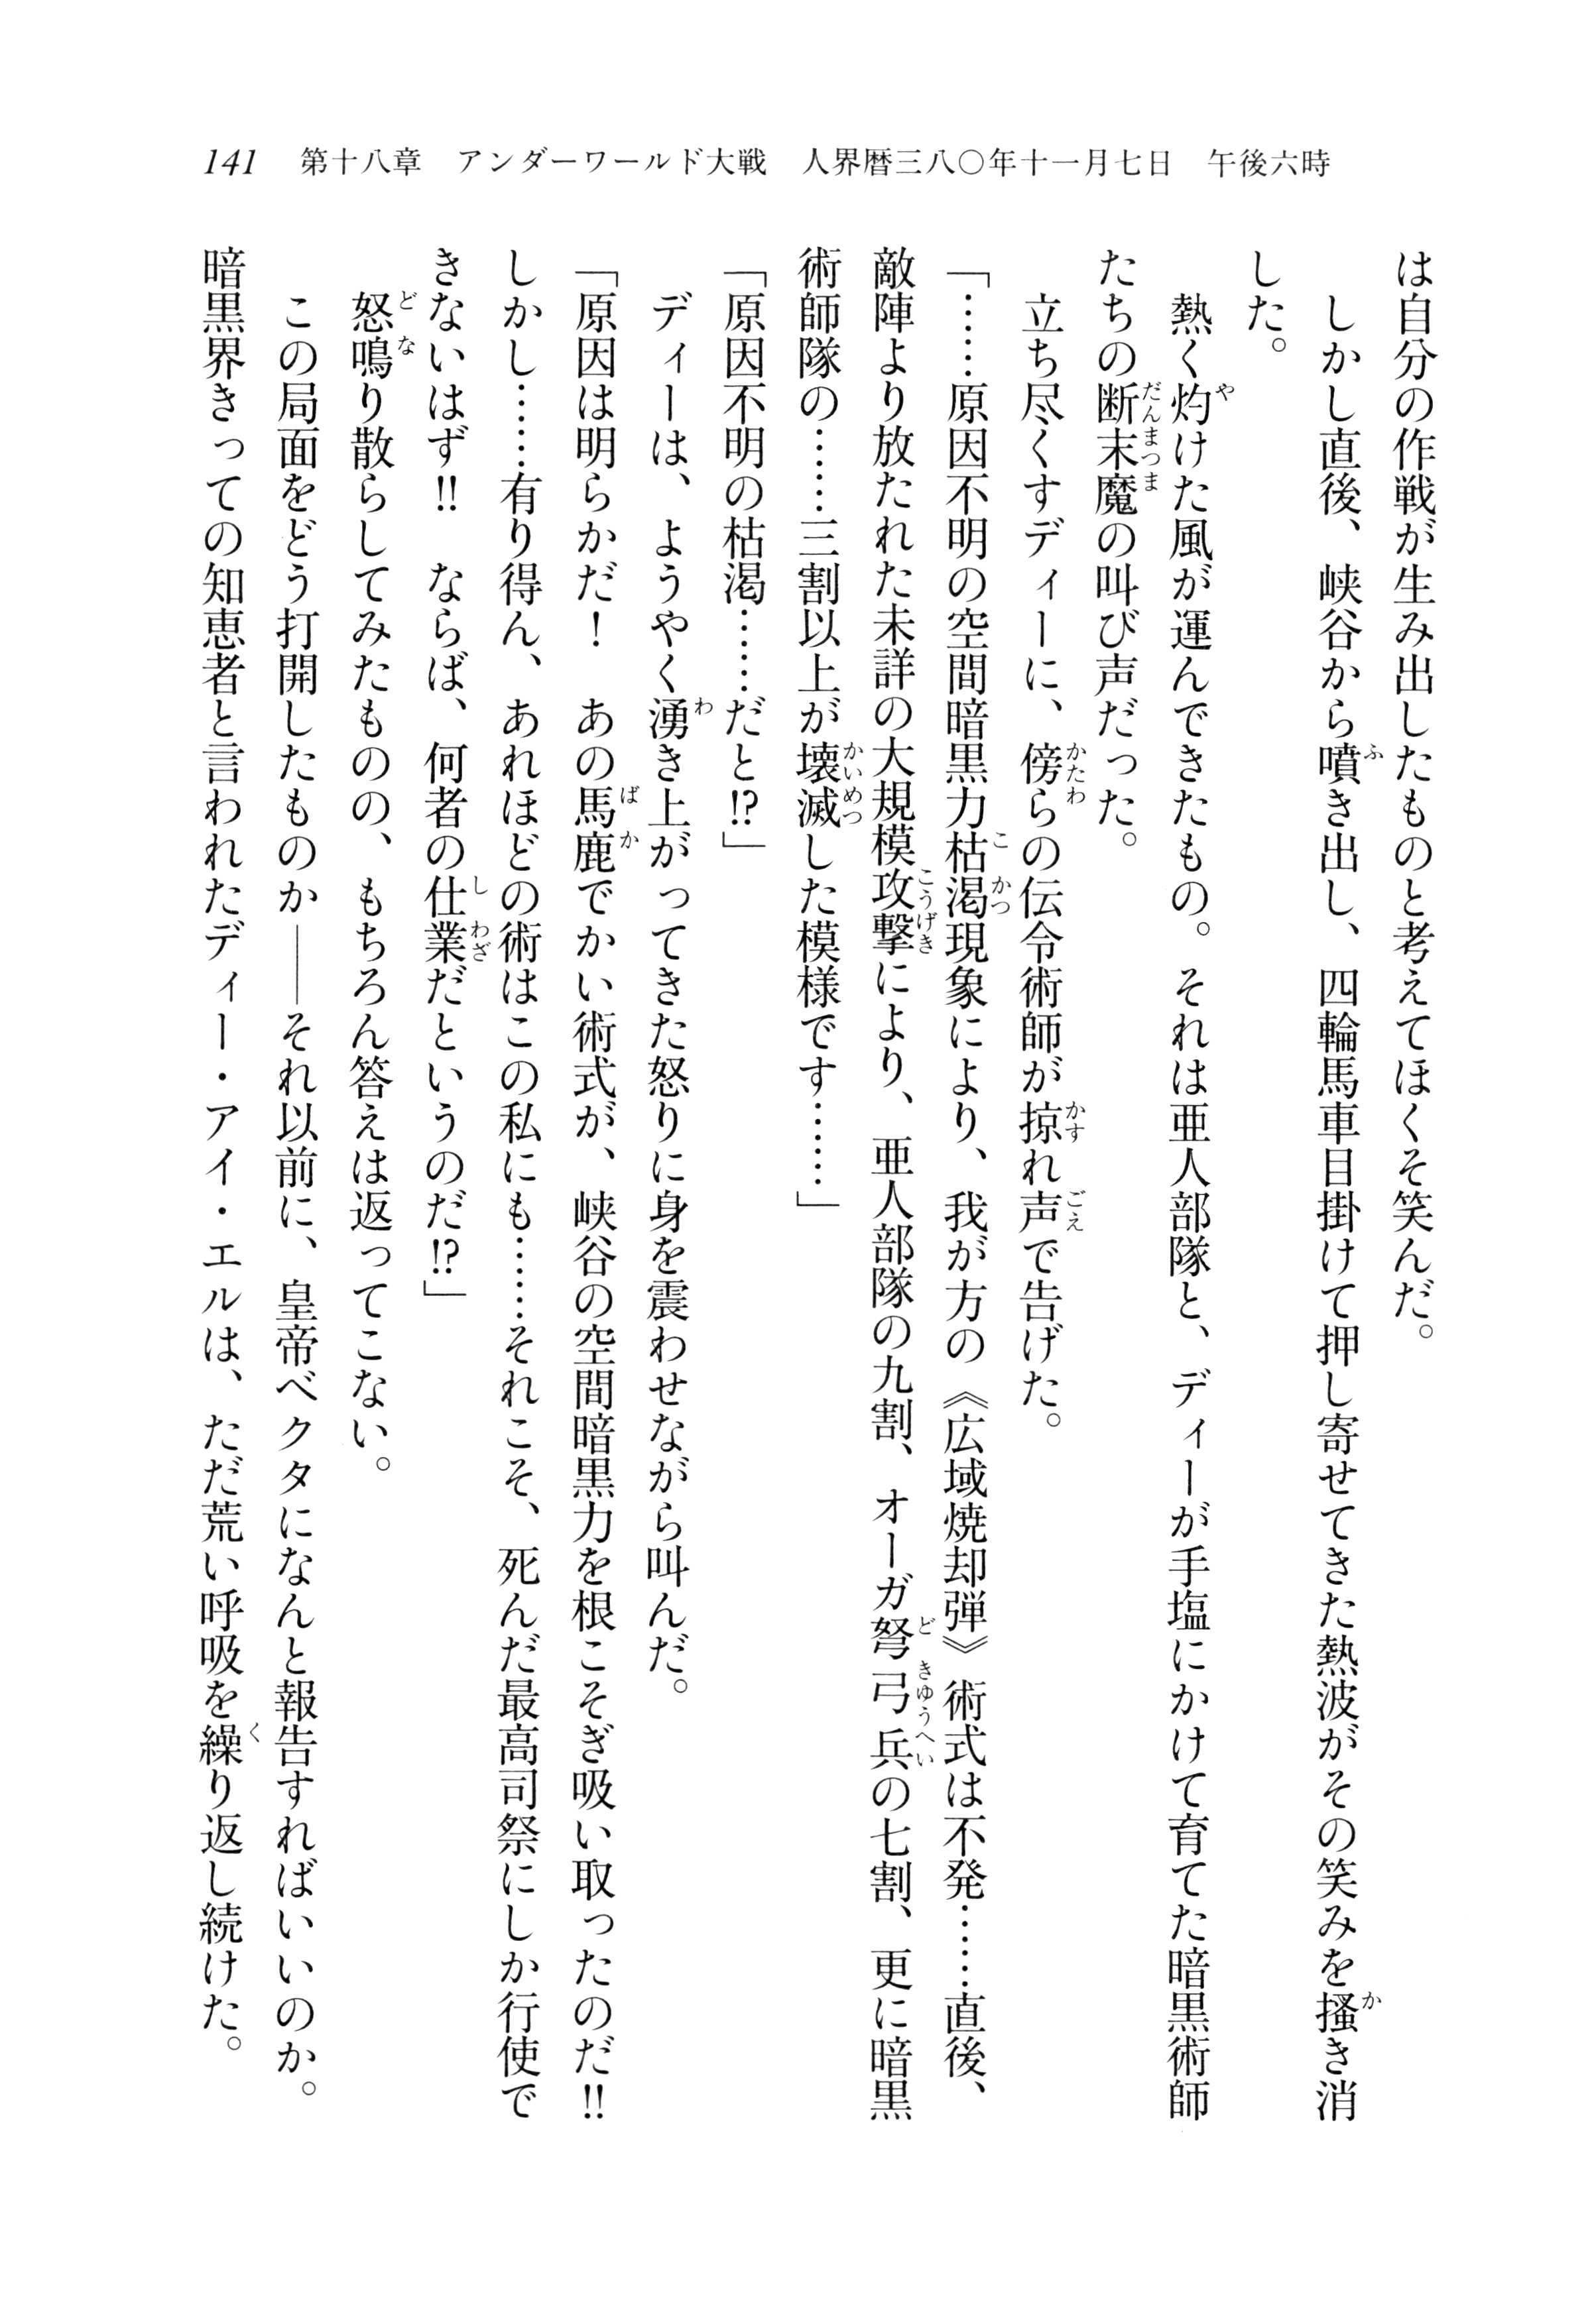 141　第十八章　アンダーワールド大戦　人界暦三八〇年十一月七日　午後六時
は自分の作戦が生み出したものと考えてほくそ笑んだ。
　しかし直後、峡谷から噴き出し、四輪馬車目掛けて押し寄せてきた熱波がその笑みを搔き消
した。
　熱く灼けた風が運んできたもの。それは亜人部隊と、ディーが手塩にかけて育てた暗黒術師
たちの断末魔の叫び声だった。
　立ち尽くすディーに、傍らの伝令術師が掠れ声で告げた。
「……原因不明の空間暗黒力枯渇現象により、我が方の《広域焼却弾》術式は不発……直後、
敵陣より放たれた未詳の大規模攻撃により、亜人部隊の九割、オーガ弩弓兵の七割、更に暗黒
術師隊の……三割以上が壊滅した模様です……」
「原因不明の枯渇……だと!?」
　ディーは、ようやく湧き上がってきた怒りに身を震わせながら叫んだ。
「原因は明らかだ！　あの馬鹿でかい術式が、峡谷の空間暗黒力を根こそぎ吸い取ったのだ!!
しかし……有り得ん、あれほどの術はこの私にも……それこそ、死んだ最高司祭にしか行使で
きないはず!!　ならば、何者の仕業だというのだ!?」
　怒鳴り散らしてみたものの、もちろん答えは返ってこない。
　この局面をどう打開したものか――それ以前に、皇帝ベクタになんと報告すればいいのか。
暗黒界きっての知恵者と言われたディー・アイ・エルは、ただ荒い呼吸を繰り返し続けた。